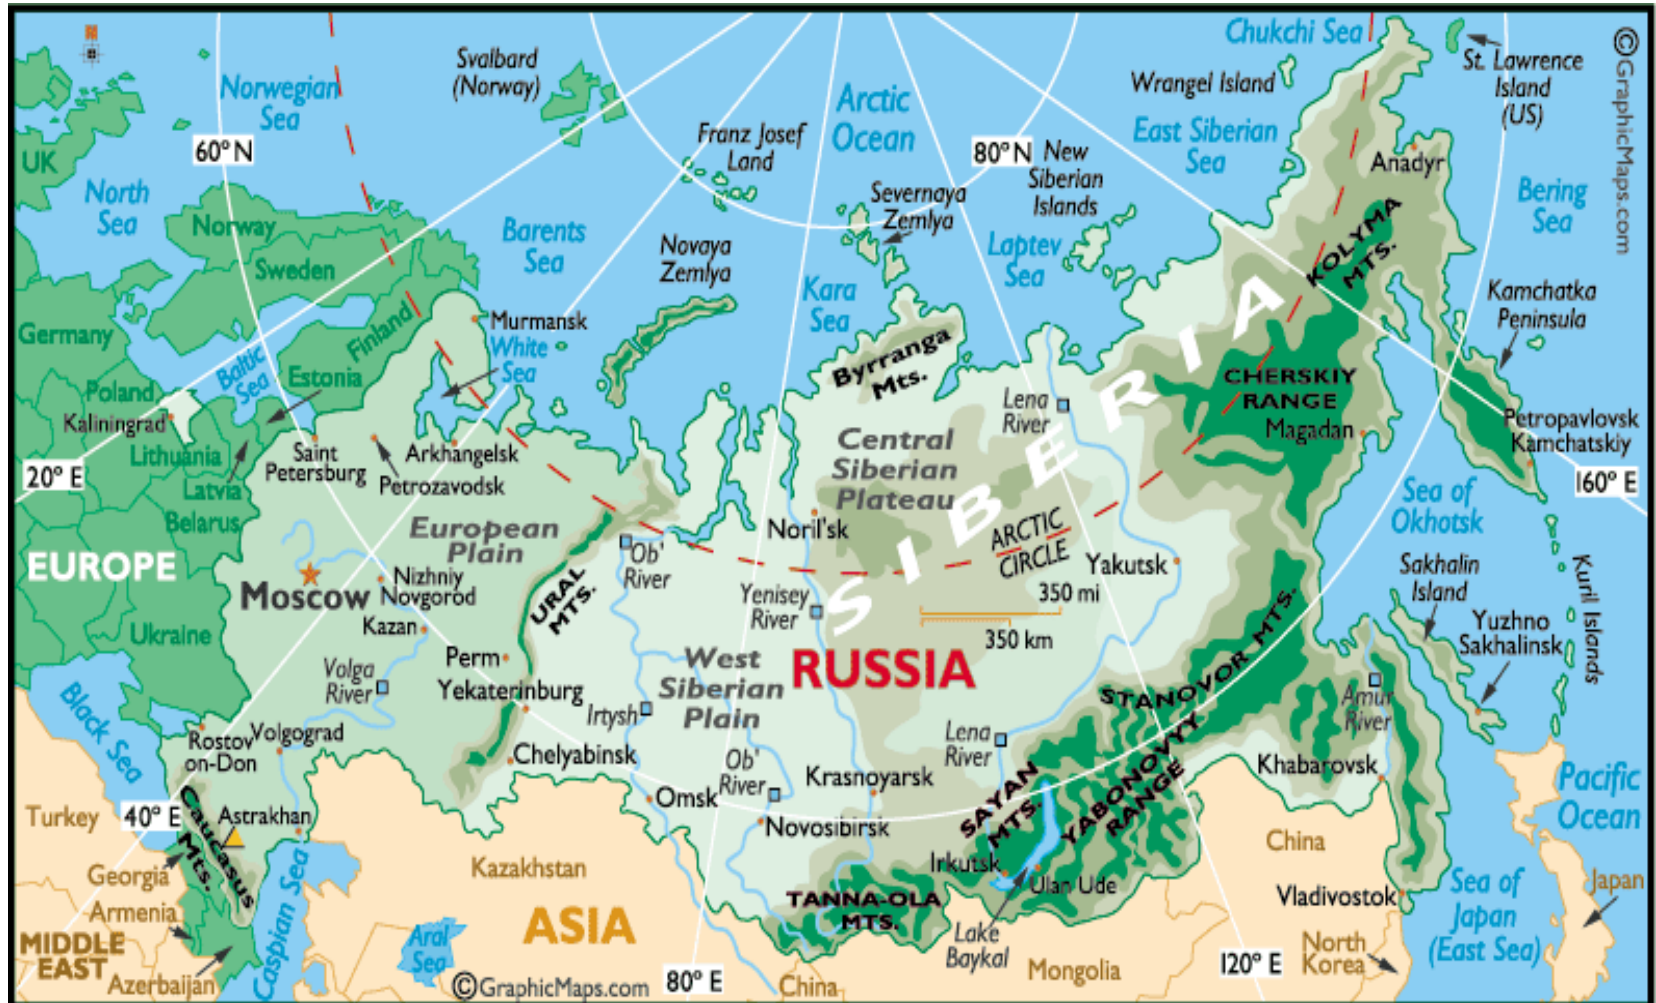 Chukchi Sea
St. Lawrence
Island
(US)
©GraphicMaps.com
Svalbard
(Norway)
Norwegian
Sea
Wrangel Island
Arctic
Ocean
East Siberian
Sea
Franz Josef
Land
60° N
80° N
New
Siberian
Islands
UK
Anadyr
North
Sea
Severnaya
Zemlya
Bering
Sea
Norway
Barents
Sea
Novaya
Zemlya
Laptev
Sea
KOLYMA
MTS.
Sweden
Kara
Sea
Kamchatka
Peninsula
Germany
Finland
Murmansk
White
Sea
Byrranga
Mts.
Baltic
Sea
Estonia
Poland
Kaliningrad
CHERSKIY
RANGE
Magadan
Lena
River
Petropavlovsk
Kamchatskiy
Lithuania
Saint
Petersburg
Arkhangelsk
Petrozavodsk
Central
Siberian
Plateau
20° E
160° E
Latvia
Belarus
European
Plain
Noril'sk
SIBERIA
ARCTIC
CIRCLE
Sea of
Okhotsk
EUROPE
Moscow
Nizhniy
Novgorod
Ob'
River
Yakutsk
Sakhalin
Island
Kuril Islands
URAL
MTS.
Yenisey
River
350 mi
350 km
Ukraine
Kazan
Yuzhno
Sakhalinsk
Perm
Volga
River
Yekaterinburg
West
Siberian
Plain
RUSSIA
STANOVOR MTS.
Amur
River
Black Sea
Irtysh
Rostov
on-Don
Volgograd
Chelyabinsk
Ob'
River
Lena
River
Krasnoyarsk
Khabarovsk
Pacific
Ocean
Turkey
40° E
Astrakhan
Omsk
Novosibirsk
SAYAN
MTS.
YABONOVYY
RANGE
China
Caucasus
Mts.
Georgia
Kazakhstan
Irkutsk
Ulan Ude
Vladivostok
Sea of
Japan
(East Sea)
Japan
Armenia
MIDDLE
EAST
Azerbaijan
Caspian Sea
Aral
Sea
ASIA
TANNA-OLA
MTS.
Lake
Baykal
Mongolia
120° E
North
Korea
©GraphicMaps.com
80° E
China